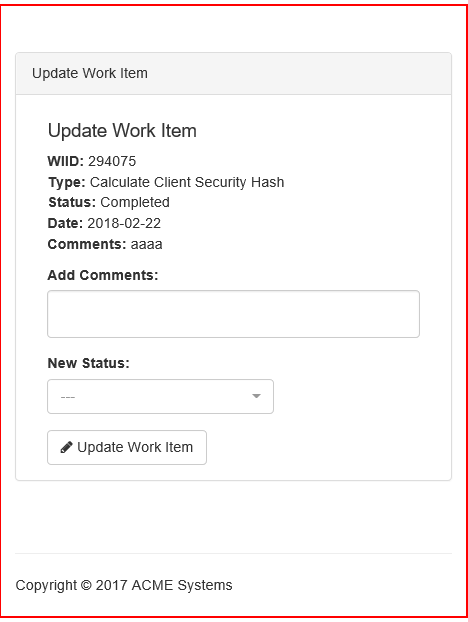 Update Work Item
Update Work Item
WIID: 294075
Type: Calculate Client Security Hash
Status: Completed
Date: 2018-02-22
Comments: aaaa
Add Comments:
New Status:
---
Update Work Item
Copyright © 2017 ACME Systems